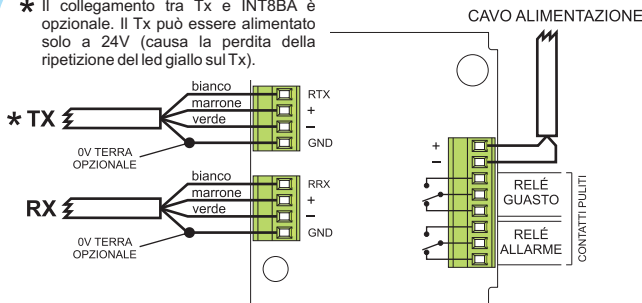 * Il collegamento tra Tx e INT8BA è
opzionale. Il Tx può essere alimentato
solo a 24V (causa la perdita della
ripetizione del led giallo sul Tx).
CAVO ALIMENTAZIONE
* TX
bianco
marrone
verde
0V TERRA
OPZIONALE
RTX
+
−
GND
RX
bianco
marrone
verde
0V TERRA
OPZIONALE
RRX
+
−
GND
+
−
RELÉ
GUASTO
RELÉ
ALLARME
CONTATTI PULITI